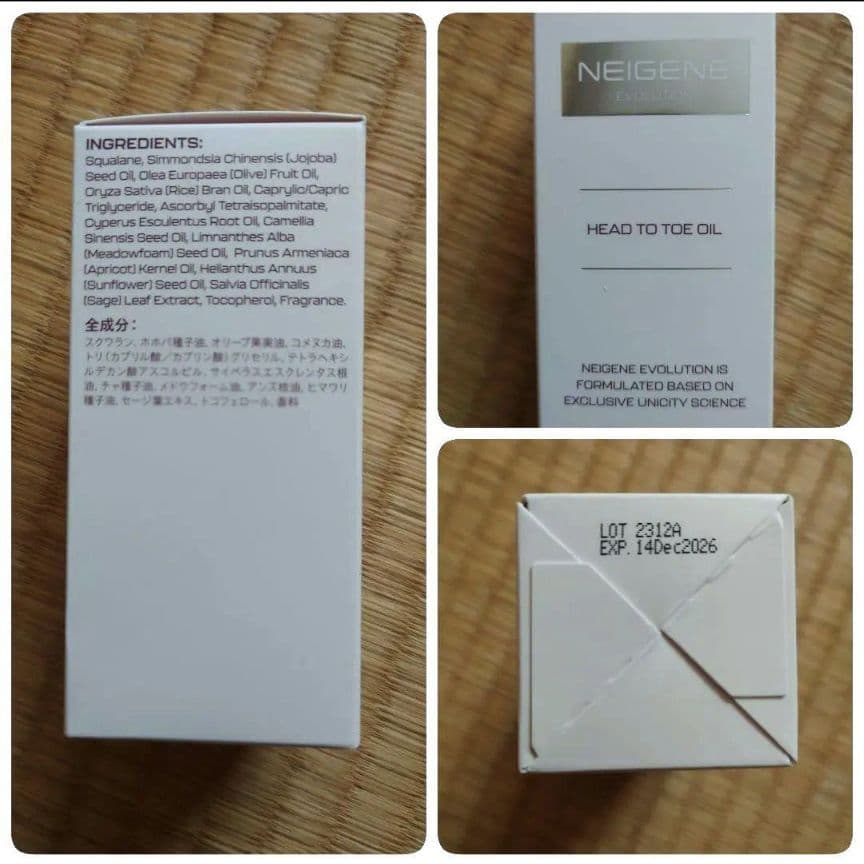 INGREDIENTS:
Squalane, Simmondsia Chinensis (Jojoba)
Seed Oil, Olea Europaea (Olive) Fruit Oil,
Oryza Sativa (Rice) Bran Oil, Caprylic/Capric
Triglyceride, Ascorbyl Tetraisopalmitate,
Cyperus Esculentus Root Oil, Camellia
Sinensis Seed Oil, Limnanthes Alba
(Meadowfoam) Seed Oil, Prunus Armeniaca
(Apricot) Kernel Oil, Helianthus Annuus
(Sunflower) Seed Oil, Salvia Officinalis
(Sage) Leaf Extract, Tocopherol, Fragrance.
全成分：
スクワラン、ホホバ種子油、オリーブ果実油、コメヌカ油、
トリ(カプリル酸／カプリン酸)グリセリル、テトラヘキシ
ルデカン酸アスコルビル、サイペラスエスクレンタス根
油、チャ種子油、メドウフォーム油、アンズ核油、ヒマワリ
種子油、セージ葉エキス、トコフェロール、香料
NEIGENE
EVOLUTION
HEAD TO TOE OIL
NEIGENE EVOLUTION IS
FORMULATED BASED ON
EXCLUSIVE UNICITY SCIENCE
LOT 2312A
EXP. 14Dec2026